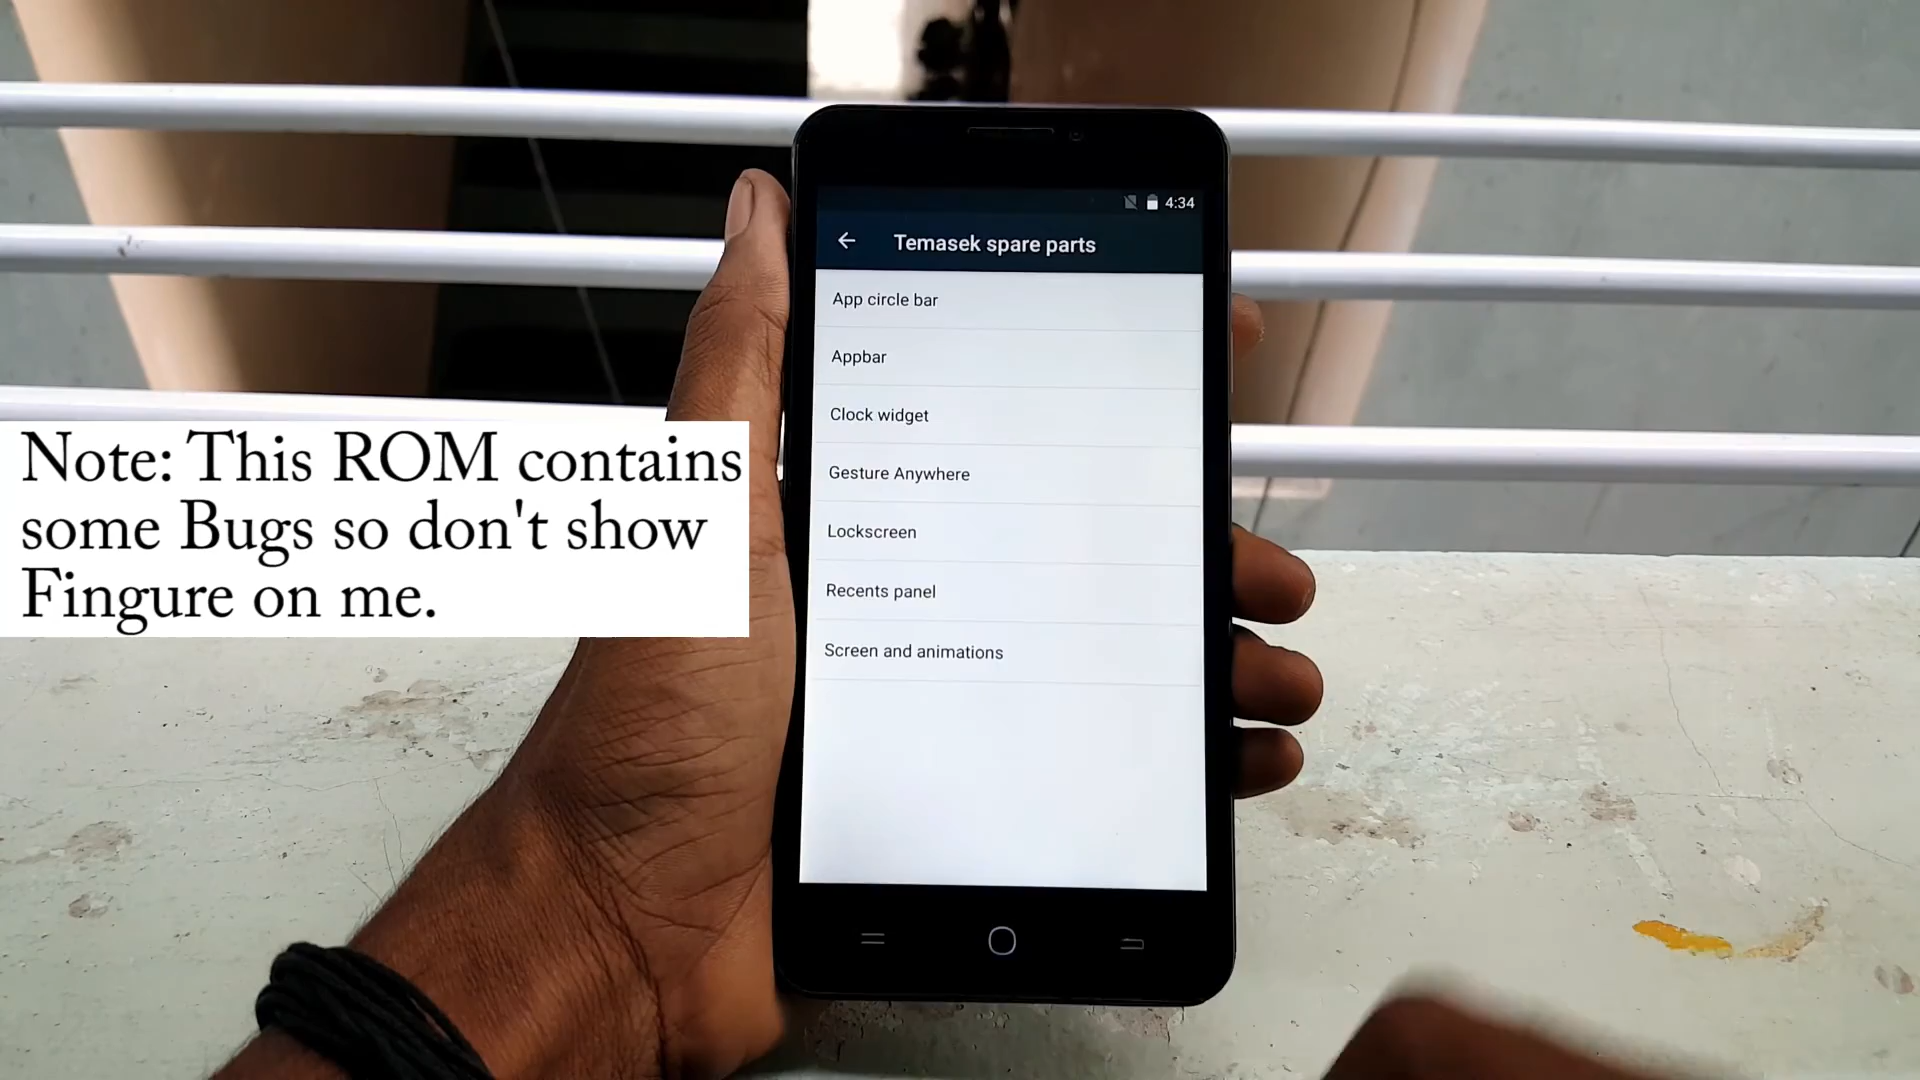 4:34
Temasek spare parts
App circle bar
Appbar
Clock widget
Gesture Anywhere
Lockscreen
Recents panel
Screen and animations
Note: This ROM contains
some Bugs so don't show
Fingure on me.